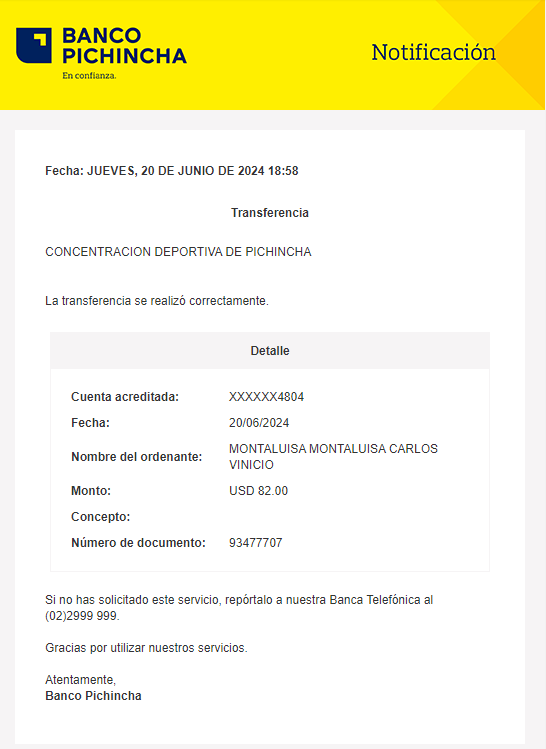 BANCO
PICHINCHA
En confianza.
Notificación
Fecha: JUEVES, 20 DE JUNIO DE 2024 18:58
Transferencia
CONCENTRACION DEPORTIVA DE PICHINCHA
La transferencia se realizó correctamente.
Detalle
Cuenta acreditada: XXXXXX4804
Fecha: 20/06/2024
Nombre del ordenante: MONTALUISA MONTALUISA CARLOS
VINICIO
Monto: USD 82.00
Concepto:
Número de documento: 93477707
Si no has solicitado este servicio, repórtalo a nuestra Banca Telefónica al
(02)2999 999.
Gracias por utilizar nuestros servicios.
Atentamente,
Banco Pichincha